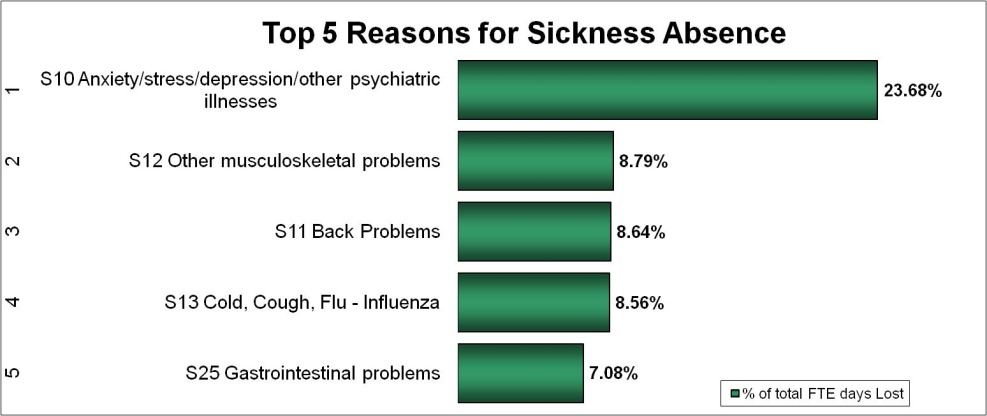 Top 5 Reasons for Sickness Absence
1
S10 Anxiety/stress/depression/other psychiatric
illnesses
23.68%
2
S12 Other musculoskeletal problems
8.79%
3
S11 Back Problems
8.64%
4
S13 Cold, Cough, Flu - Influenza
8.56%
5
S25 Gastrointestinal problems
7.08%
% of total FTE days Lost